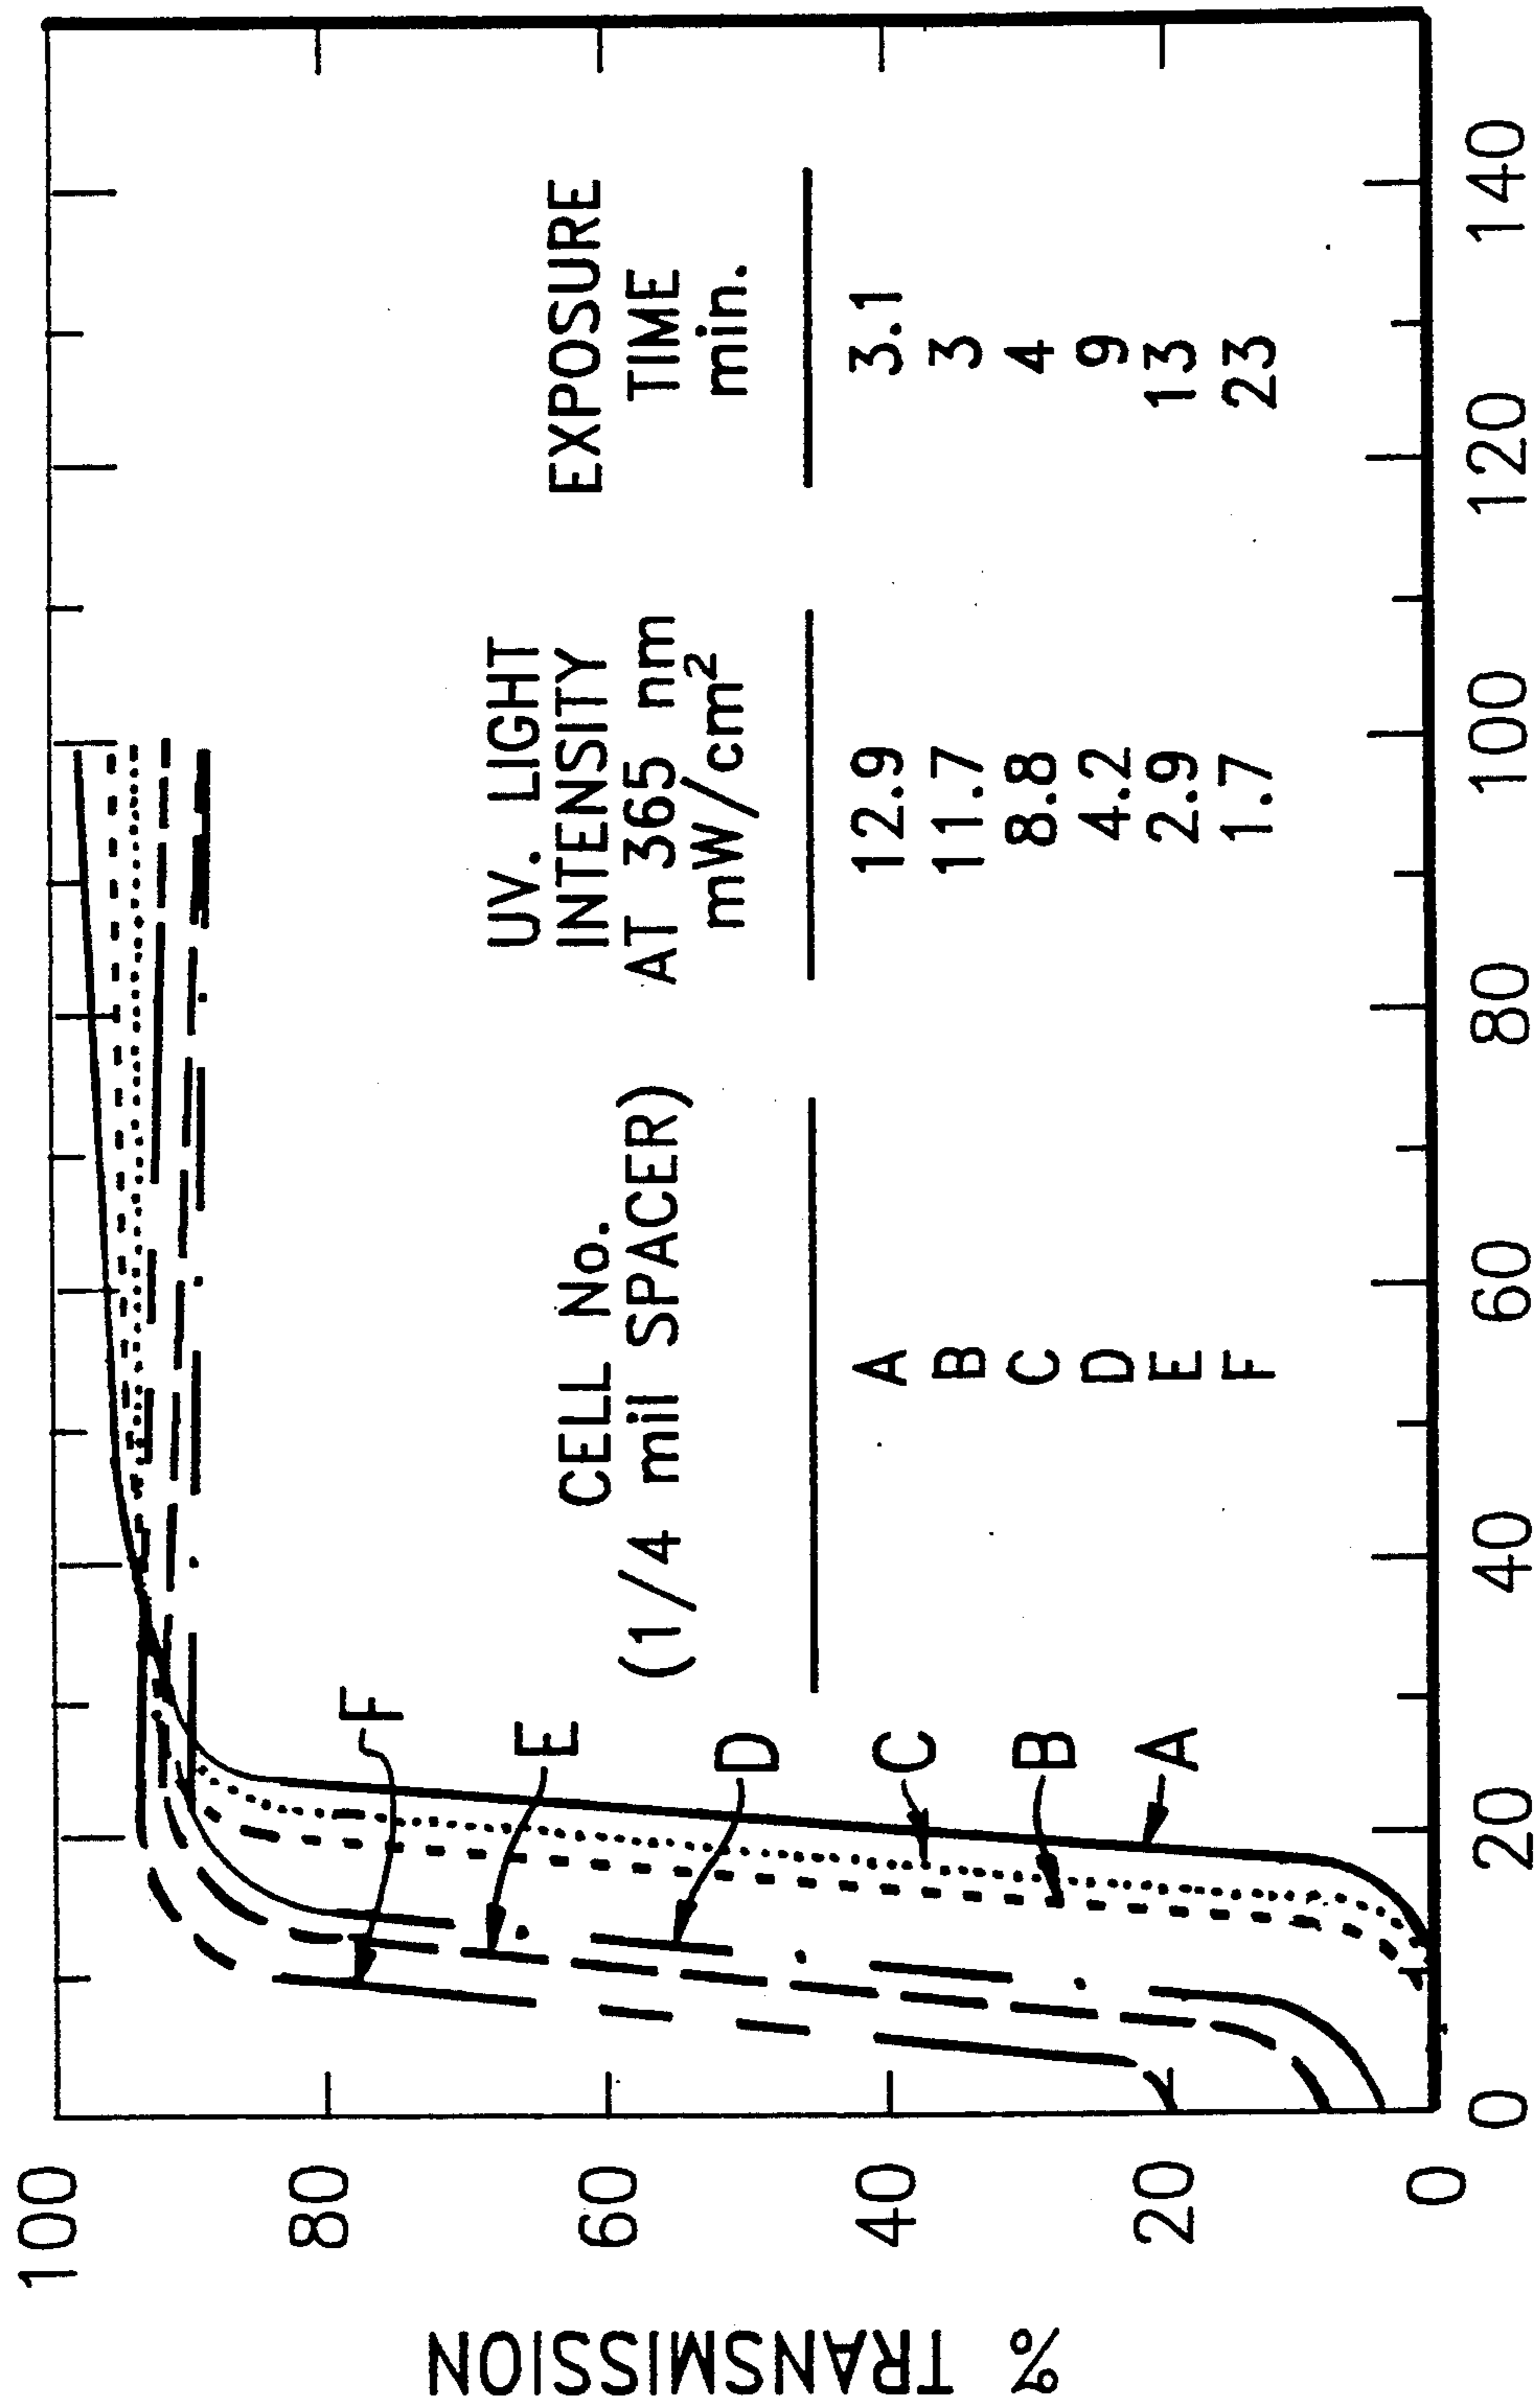 % TRANSMISSION
100
80
60
40
20
0
F
E
D
C
B
A
CELL No.
(1/4 mil SPACER)
UV. LIGHT
INTENSITY
AT 365 nm
mW/cm²
EXPOSURE
TIME
min.
A 12.9 3.1
B 11.7 3
C 8.8 4
D 4.2 9
E 2.9 13
F 1.7 23
0 20 40 60 80 100 120 140